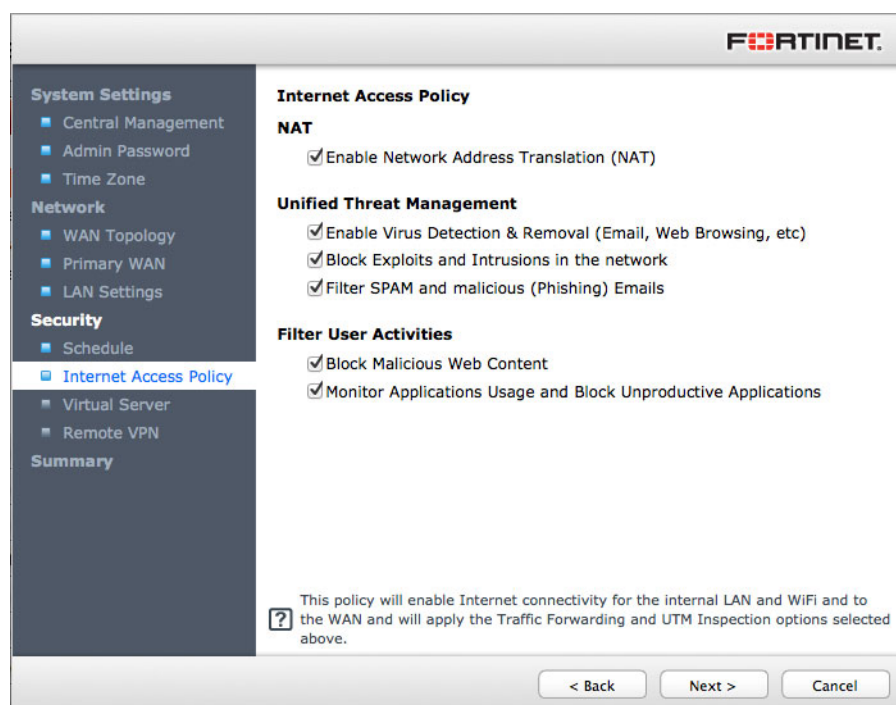 FORTINET.
System Settings
Central Management
Admin Password
Time Zone
Network
WAN Topology
Primary WAN
LAN Settings
Security
Schedule
Internet Access Policy
Virtual Server
Remote VPN
Summary
Internet Access Policy
NAT
Enable Network Address Translation (NAT)
Unified Threat Management
Enable Virus Detection & Removal (Email, Web Browsing, etc)
Block Exploits and Intrusions in the network
Filter SPAM and malicious (Phishing) Emails
Filter User Activities
Block Malicious Web Content
Monitor Applications Usage and Block Unproductive Applications
? This policy will enable Internet connectivity for the internal LAN and WiFi and to
the WAN and will apply the Traffic Forwarding and UTM Inspection options selected
above.
< Back
Next >
Cancel